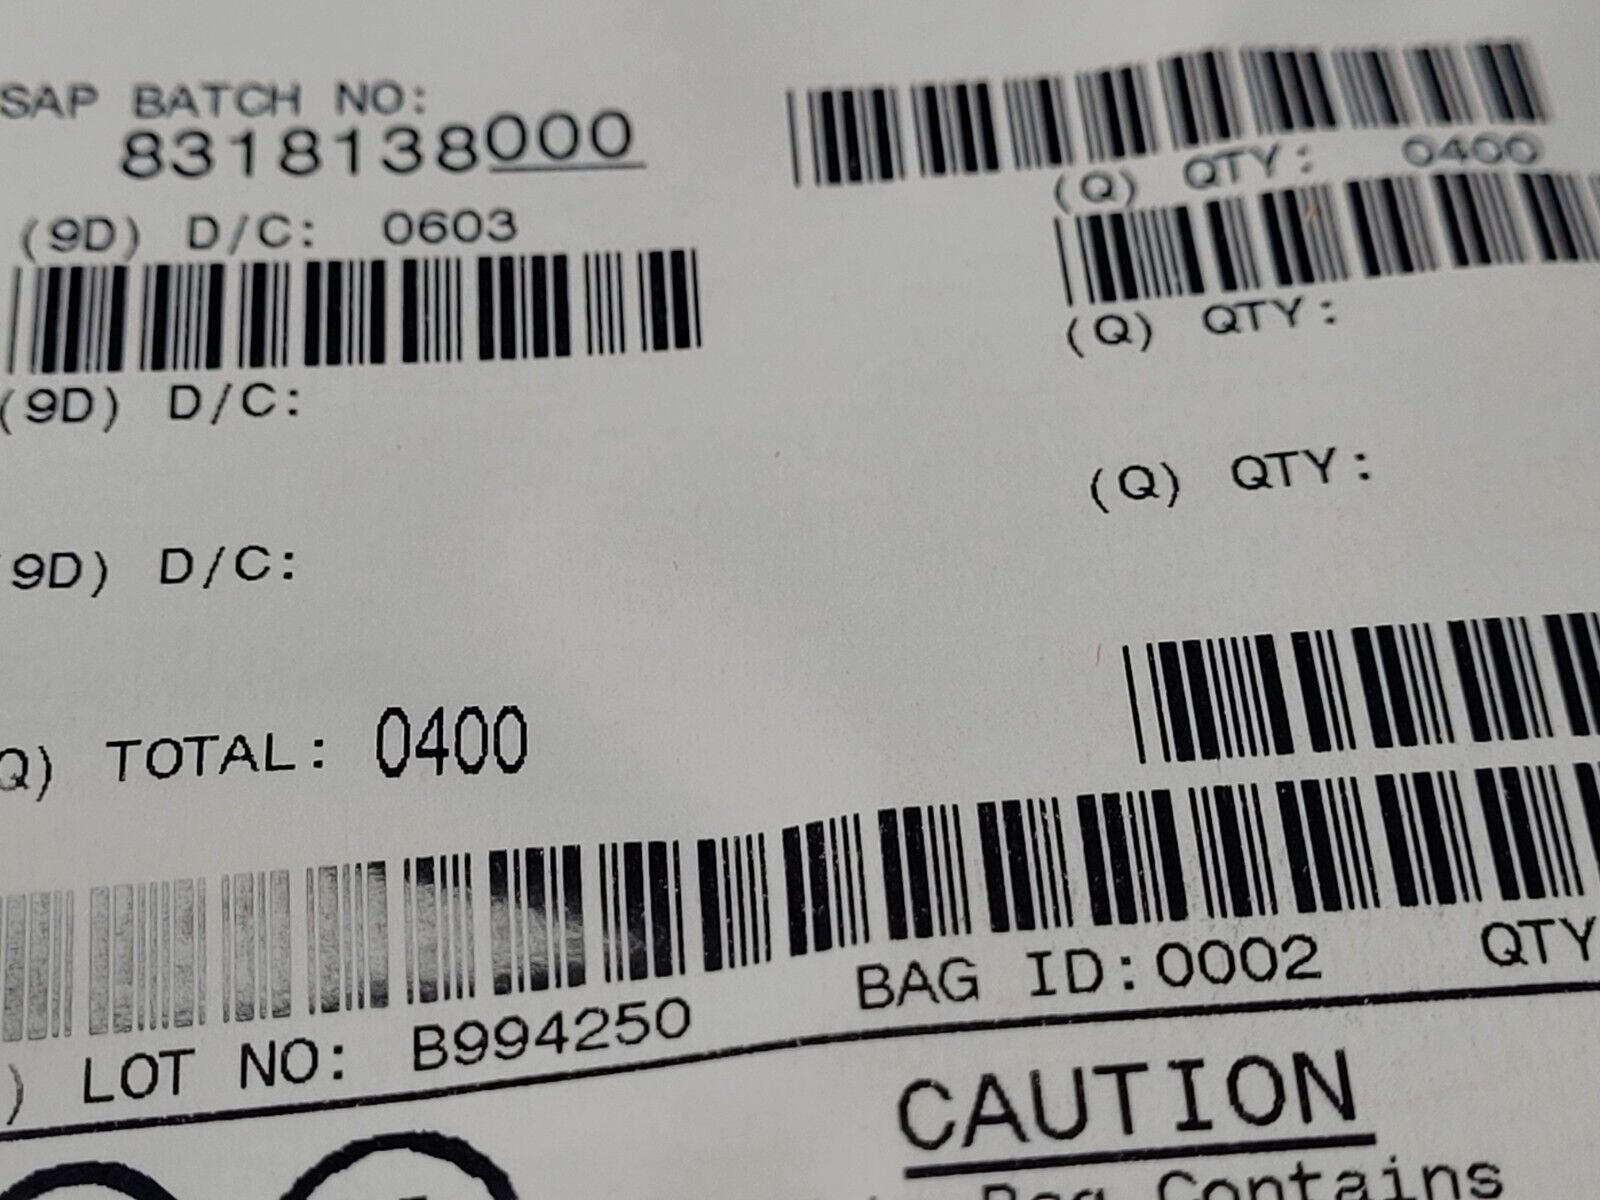 SAP BATCH NO:
8318138000
(Q) QTY: 0400
(9D) D/C: 0603
(Q) QTY:
(9D) D/C:
(Q) QTY:
9D) D/C:
Q) TOTAL: 0400
) LOT NO: B994250 BAG ID:0002 QTY
CAUTION
Bag Contains